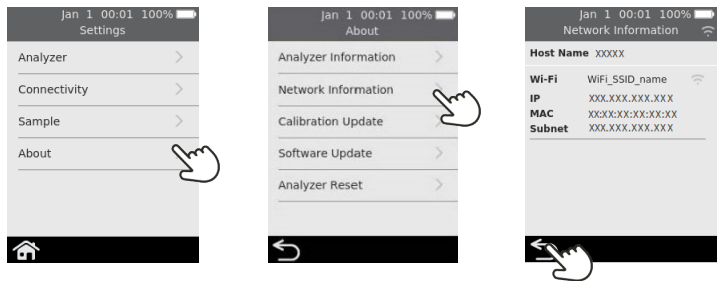 Jan 1 00:01 100%
Settings
Analyzer
Connectivity
Sample
About
Jan 1 00:01 100%
About
Analyzer Information
Network Information
Calibration Update
Software Update
Analyzer Reset
Jan 1 00:01 100%
Network Information
Host Name XXXXX
Wi-Fi WiFi_SSID_name
IP XXX.XXX.XXX.XXX
MAC XX:XX:XX:XX:XX:XX
Subnet XXX.XXX.XXX.XXX